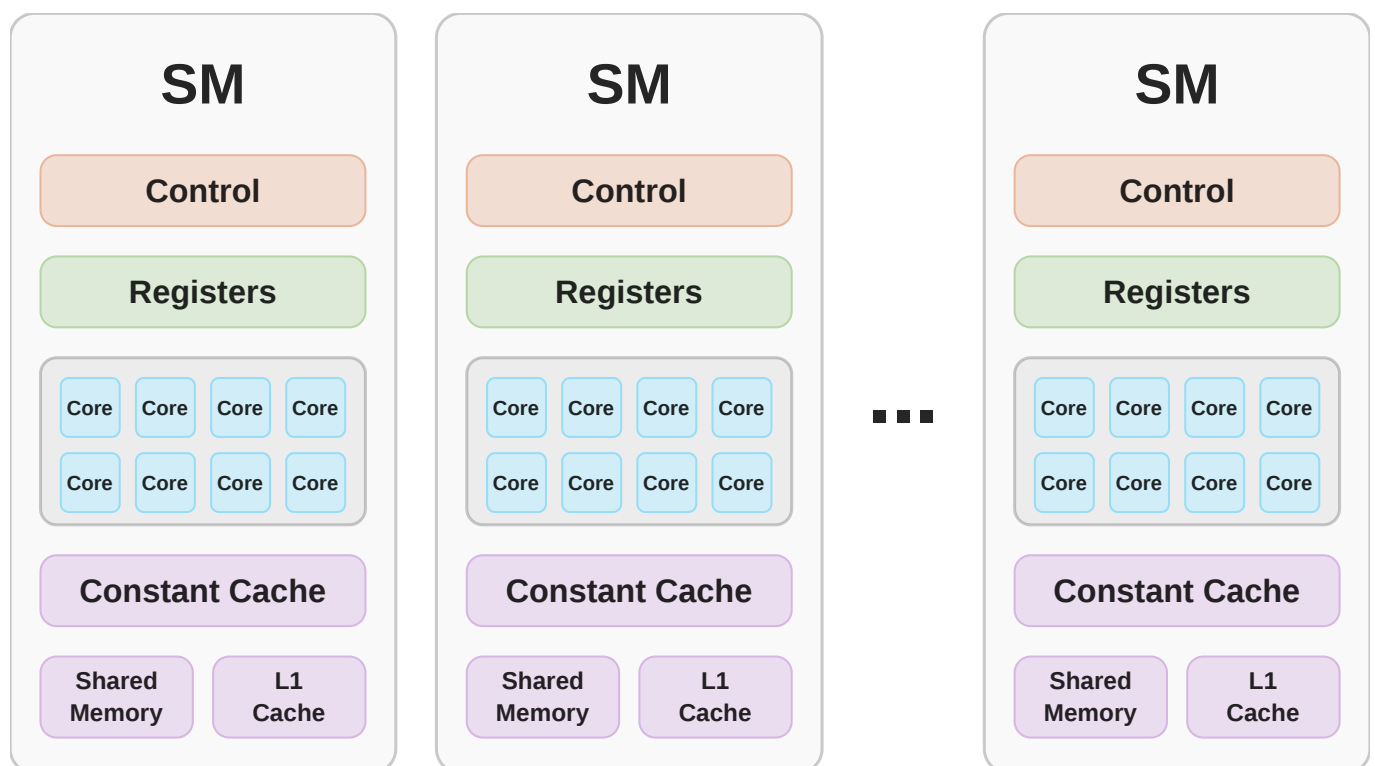 SM
Control
Registers
Core Core Core Core
Core Core Core Core
Constant Cache
Shared
Memory
L1
Cache
SM
Control
Registers
Core Core Core Core
Core Core Core Core
Constant Cache
Shared
Memory
L1
Cache
...
SM
Control
Registers
Core Core Core Core
Core Core Core Core
Constant Cache
Shared
Memory
L1
Cache